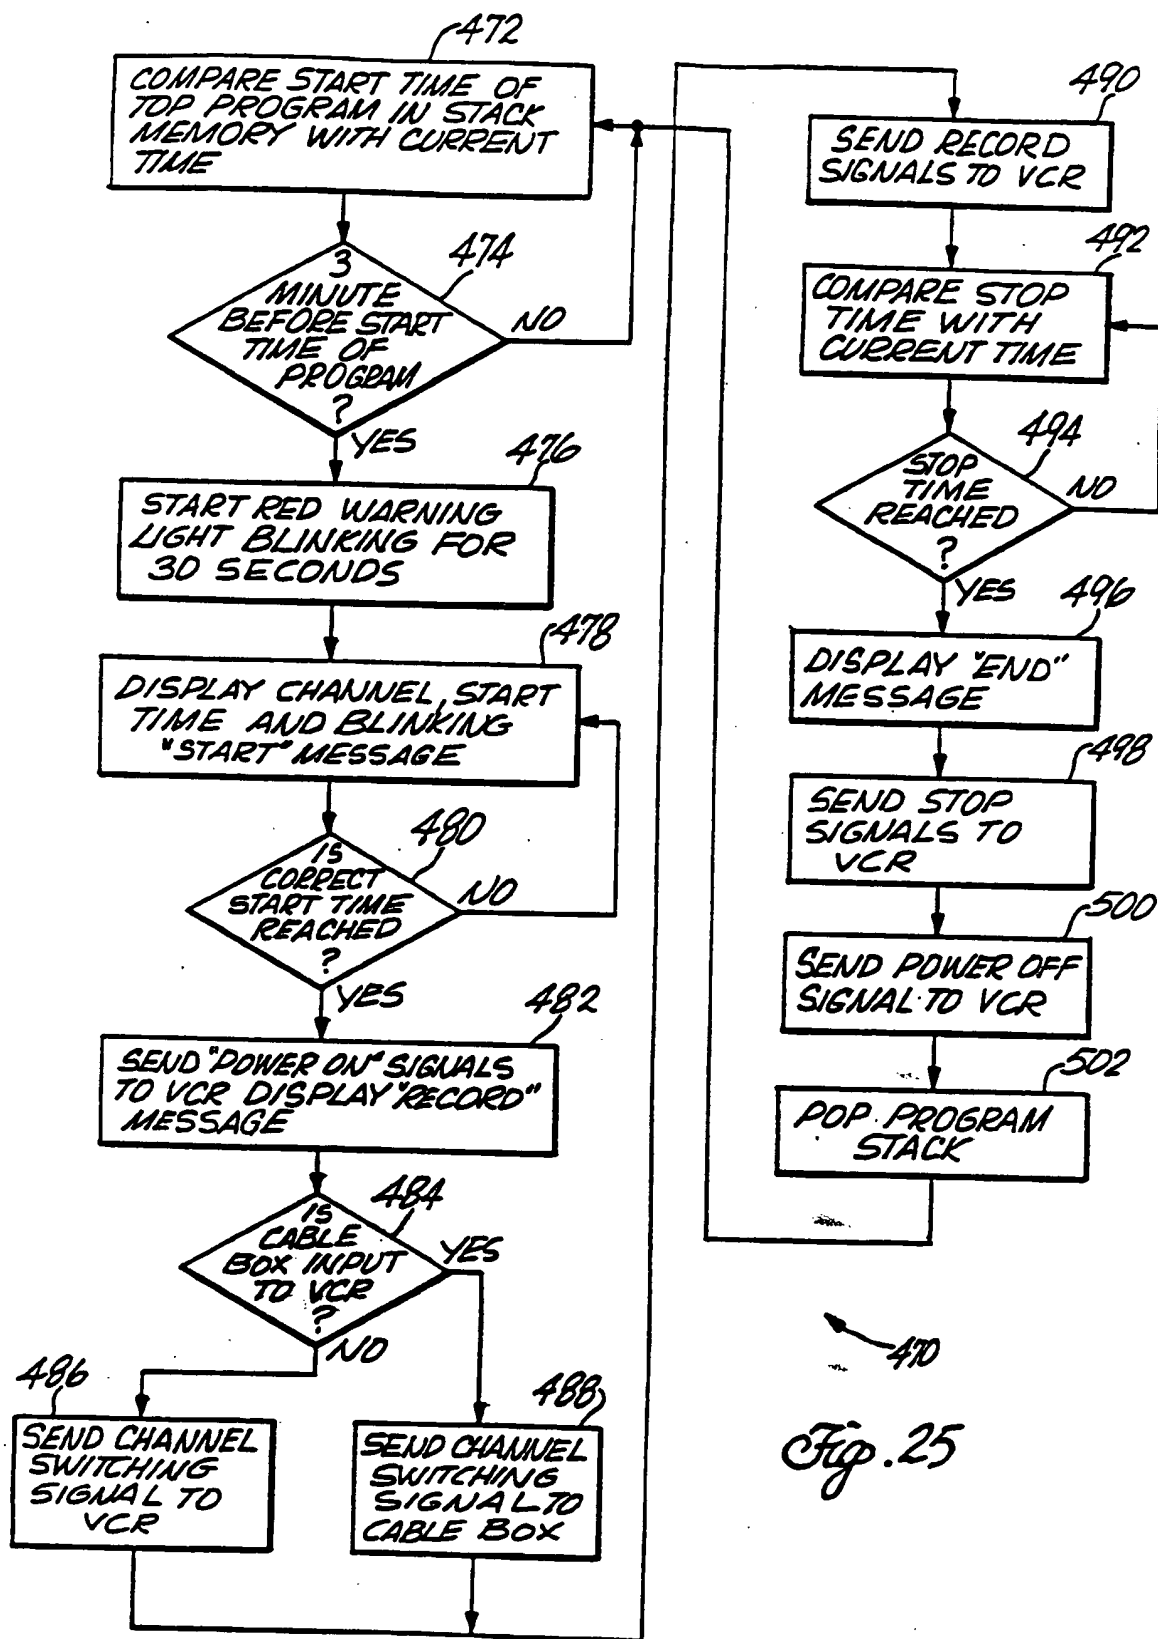 472
COMPARE START TIME OF
TOP PROGRAM IN STACK
MEMORY WITH CURRENT
TIME
474
3
MINUTE
BEFORE START
TIME OF
PROGRAM
?
NO
YES
476
START RED WARNING
LIGHT BLINKING FOR
30 SECONDS
478
DISPLAY CHANNEL, START
TIME AND BLINKING
"START" MESSAGE
480
IS
CORRECT
START TIME
REACHED
?
NO
YES
482
SEND "POWER ON" SIGNALS
TO VCR DISPLAY "RECORD"
MESSAGE
484
IS
CABLE
BOX INPUT
TO VCR
?
YES
NO
486
SEND CHANNEL
SWITCHING
SIGNAL TO
VCR
488
SEND CHANNEL
SWITCHING
SIGNAL TO
CABLE BOX
490
SEND RECORD
SIGNALS TO VCR
492
COMPARE STOP
TIME WITH
CURRENT TIME
494
STOP
TIME
REACHED
?
NO
YES
496
DISPLAY "END"
MESSAGE
498
SEND STOP
SIGNALS TO
VCR
500
SEND POWER OFF
SIGNAL TO VCR
502
POP PROGRAM
STACK
470
Fig. 25